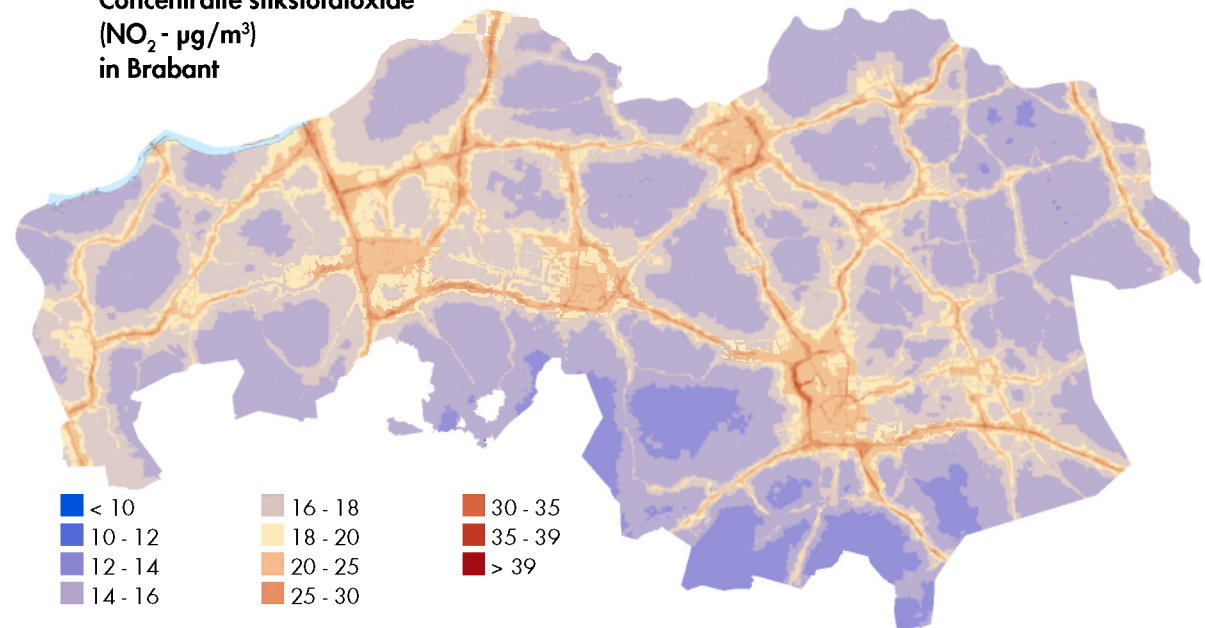 Concentratie stikstofdioxide
(NO₂ - µg/m³)
in Brabant
< 10
10 - 12
12 - 14
14 - 16
16 - 18
18 - 20
20 - 25
25 - 30
30 - 35
35 - 39
> 39